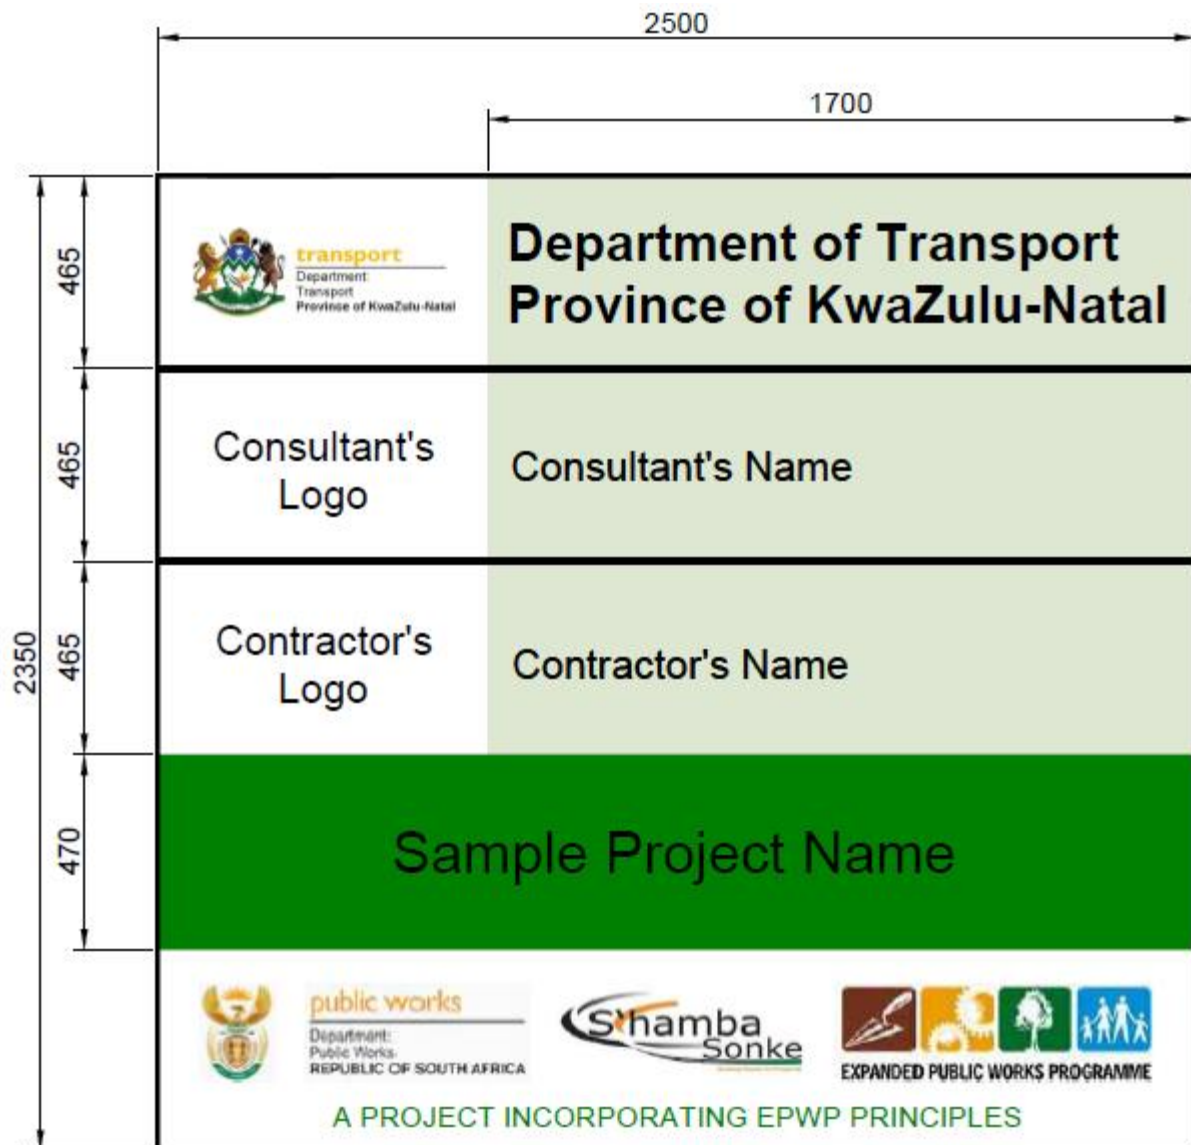 2500
1700
465
transport
Department:
Transport
Province of KwaZulu-Natal
Department of Transport
Province of KwaZulu-Natal
465
Consultant's
Logo
Consultant's Name
2350
465
Contractor's
Logo
Contractor's Name
470
Sample Project Name
public works
Department:
Public Works
REPUBLIC OF SOUTH AFRICA
S'hamba
Sonke
EXPANDED PUBLIC WORKS PROGRAMME
A PROJECT INCORPORATING EPWP PRINCIPLES